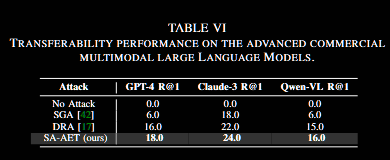 TABLE VI
TRANSFERABILITY PERFORMANCE ON THE ADVANCED COMMERCIAL
MULTIMODAL LARGE LANGUAGE MODELS.
Attack GPT-4 R@1 Claude-3 R@1 Qwen-VL R@1
No Attack 0.0 0.0 0.0
SGA [42] 6.0 18.0 6.0
DRA [17] 16.0 22.0 15.0
SA-AET (ours) 18.0 24.0 16.0